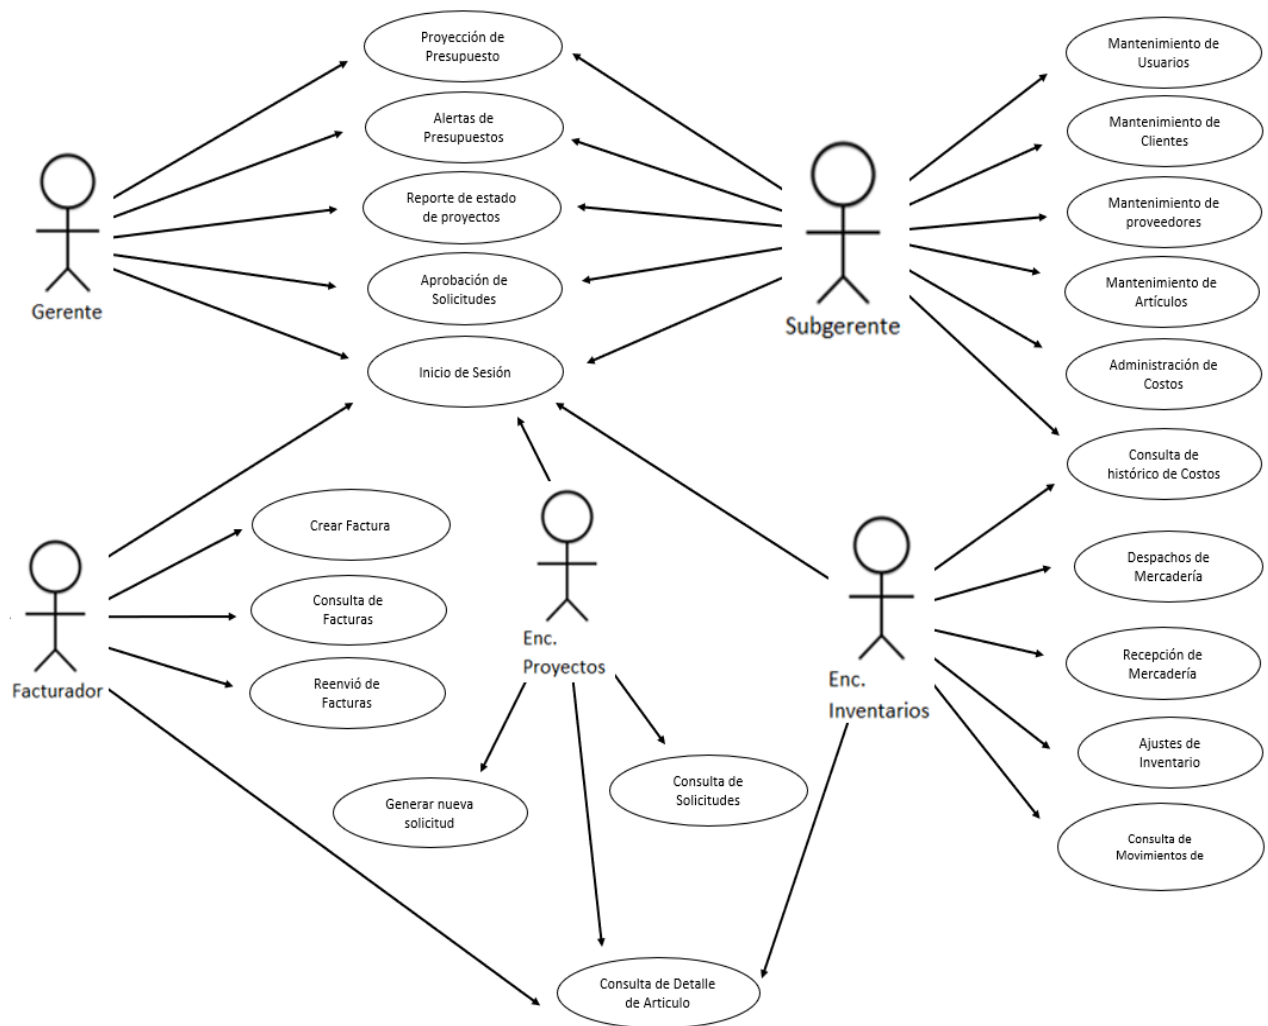 Proyección de
Presupuesto
Alertas de
Presupuestos
Reporte de estado
de proyectos
Aprobación de
Solicitudes
Inicio de Sesión
Gerente
Subgerente
Mantenimiento de
Usuarios
Mantenimiento de
Clientes
Mantenimiento de
proveedores
Mantenimiento de
Artículos
Administración de
Costos
Consulta de
histórico de Costos
Crear Factura
Consulta de
Facturas
Reenvió de
Facturas
Facturador
Enc.
Proyectos
Enc.
Inventarios
Despachos de
Mercadería
Recepción de
Mercadería
Ajustes de
Inventario
Consulta de
Movimientos de
Generar nueva
solicitud
Consulta de
Solicitudes
Consulta de Detalle
de Articulo